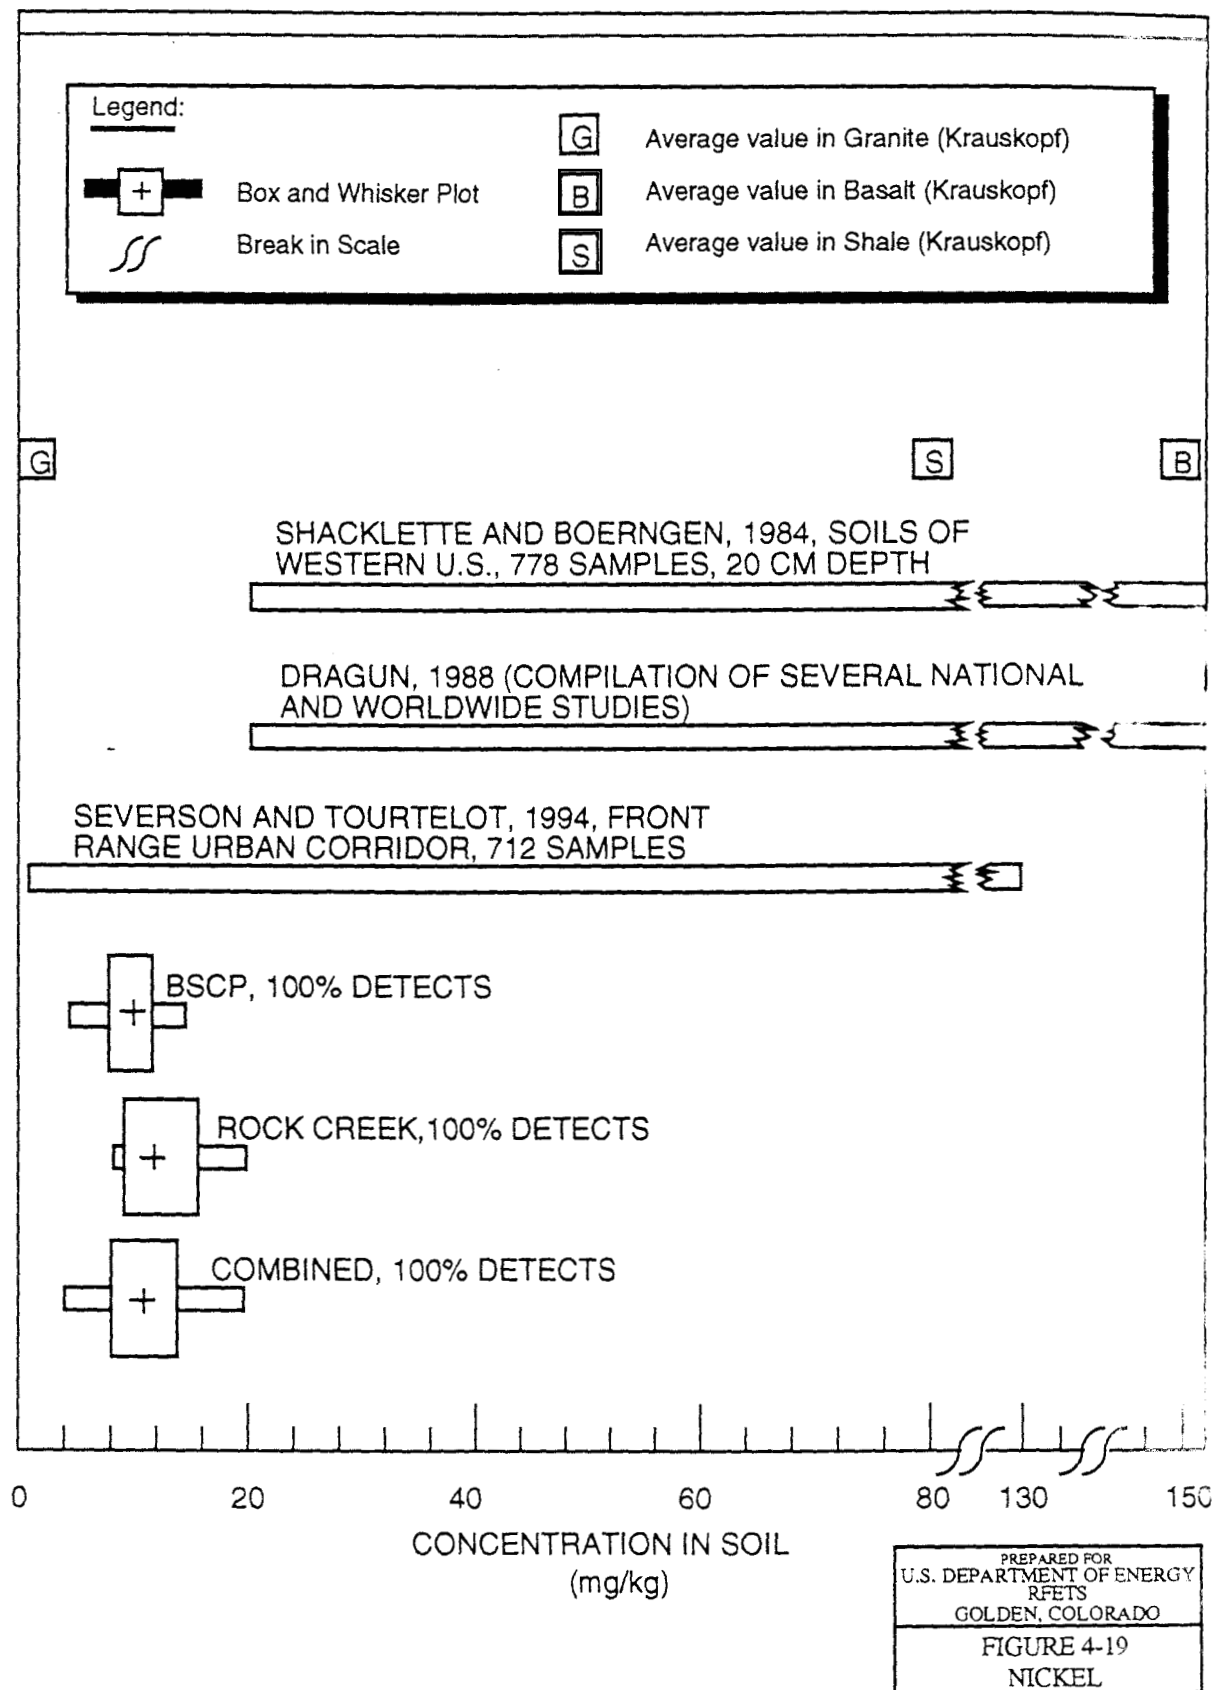 Legend:
Box and Whisker Plot
Break in Scale
G Average value in Granite (Krauskopf)
B Average value in Basalt (Krauskopf)
S Average value in Shale (Krauskopf)
G S B
SHACKLETTE AND BOERNGEN, 1984, SOILS OF
WESTERN U.S., 778 SAMPLES, 20 CM DEPTH
DRAGUN, 1988 (COMPILATION OF SEVERAL NATIONAL
AND WORLDWIDE STUDIES)
SEVERSON AND TOURTELOT, 1994, FRONT
RANGE URBAN CORRIDOR, 712 SAMPLES
BSCP, 100% DETECTS
ROCK CREEK, 100% DETECTS
COMBINED, 100% DETECTS
0 20 40 60 80 130 150
CONCENTRATION IN SOIL
(mg/kg)
PREPARED FOR
U.S. DEPARTMENT OF ENERGY
RFETS
GOLDEN, COLORADO
FIGURE 4-19
NICKEL